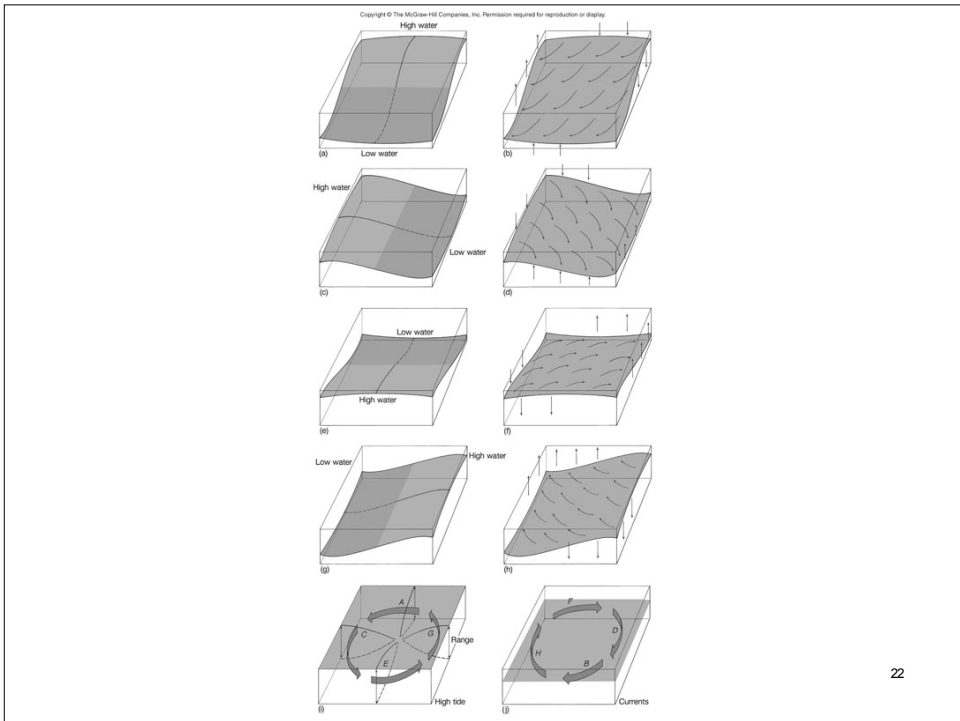 Copyright © The McGraw-Hill Companies, Inc. Permission required for reproduction or display.
High water
Low water
(a)
(b)
High water
Low water
(c)
(d)
Low water
High water
(e)
(f)
Low water
High water
(g)
(h)
A
C
G
Range
E
High tide
(i)
F
D
H
B
Currents
(j)
22